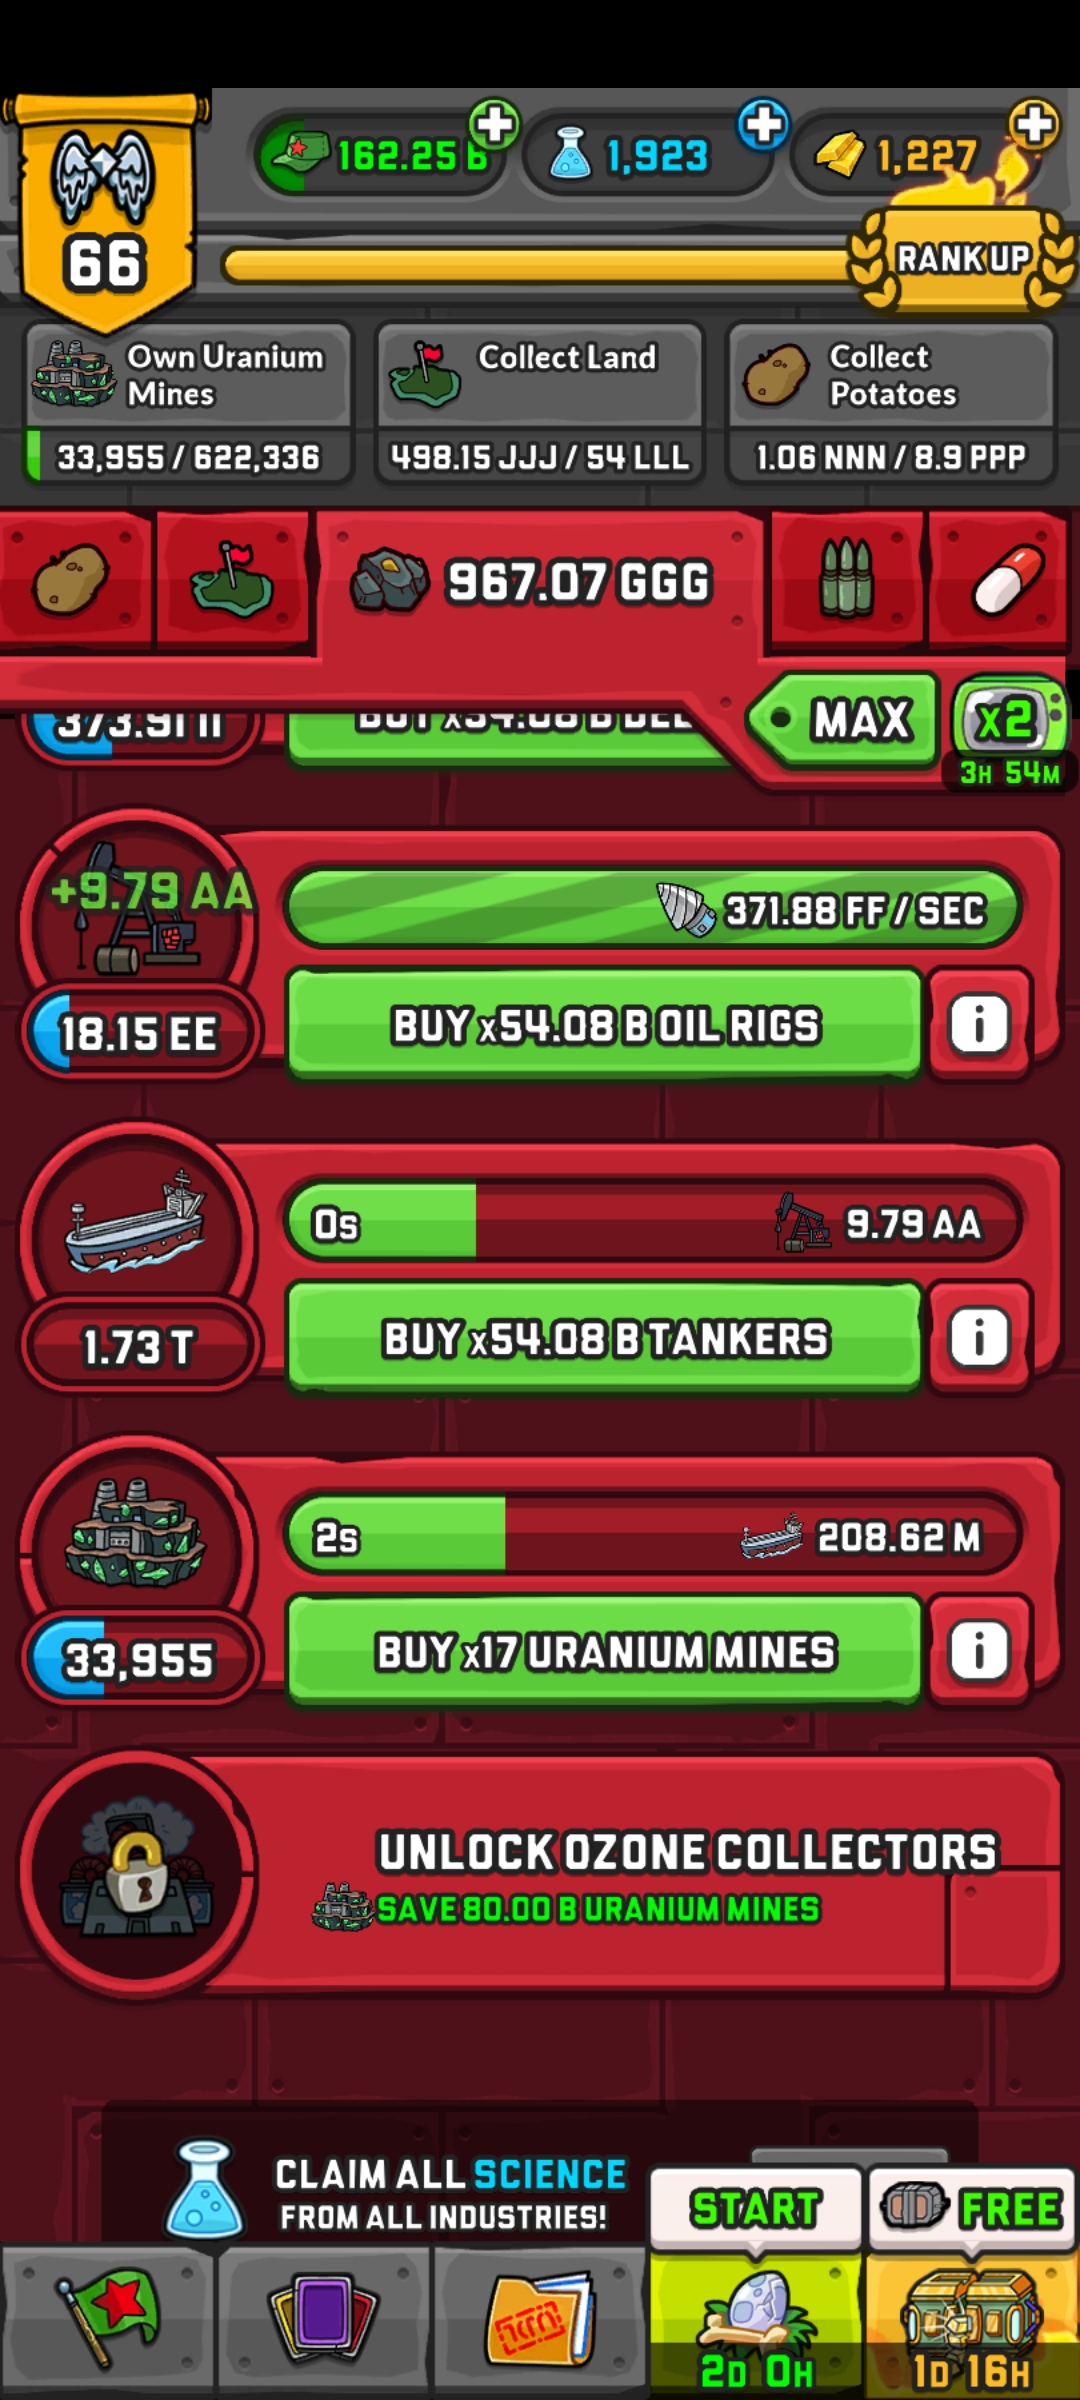 162.25 B
1,923
1,227
66
RANK UP
Own Uranium
Mines
33,955 / 622,336
Collect Land
498.15 JJJ / 54 LLL
Collect
Potatoes
1.06 NNN / 8.9 PPP
967.07 GGG
MAX
x2
3H 54M
BUY x54.08 B
+9.79 AA
371.88 FF / SEC
18.15 EE
BUY x54.08 B OIL RIGS
0s
9.79 AA
1.73 T
BUY x54.08 B TANKERS
2s
208.62 M
33,955
BUY x17 URANIUM MINES
UNLOCK OZONE COLLECTORS
SAVE 80.00 B URANIUM MINES
CLAIM ALL SCIENCE
FROM ALL INDUSTRIES!
START
FREE
2D 0H
1D 16H